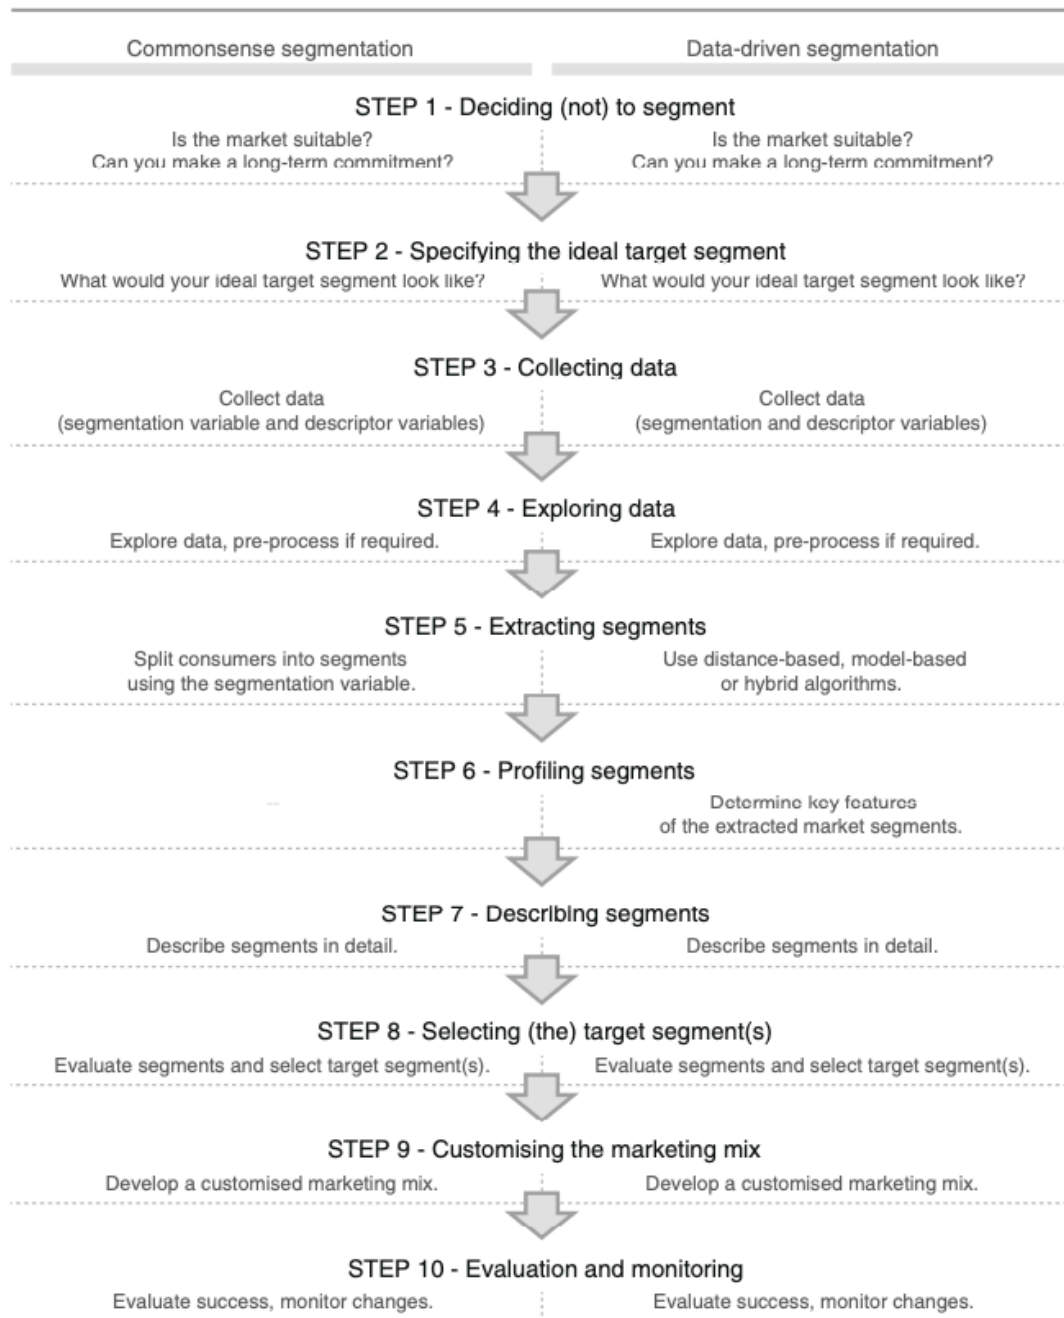 Commonsense segmentation Data-driven segmentation
STEP 1 - Deciding (not) to segment
Is the market suitable? Is the market suitable?
Can you make a long-term commitment? Can you make a long-term commitment?
STEP 2 - Specifying the ideal target segment
What would your ideal target segment look like? What would your ideal target segment look like?
STEP 3 - Collecting data
Collect data Collect data
(segmentation variable and descriptor variables) (segmentation and descriptor variables)
STEP 4 - Exploring data
Explore data, pre-process if required. Explore data, pre-process if required.
STEP 5 - Extracting segments
Split consumers into segments Use distance-based, model-based
using the segmentation variable. or hybrid algorithms.
STEP 6 - Profiling segments
Determine key features
of the extracted market segments.
STEP 7 - Describing segments
Describe segments in detail. Describe segments in detail.
STEP 8 - Selecting (the) target segment(s)
Evaluate segments and select target segment(s). Evaluate segments and select target segment(s).
STEP 9 - Customising the marketing mix
Develop a customised marketing mix. Develop a customised marketing mix.
STEP 10 - Evaluation and monitoring
Evaluate success, monitor changes. Evaluate success, monitor changes.